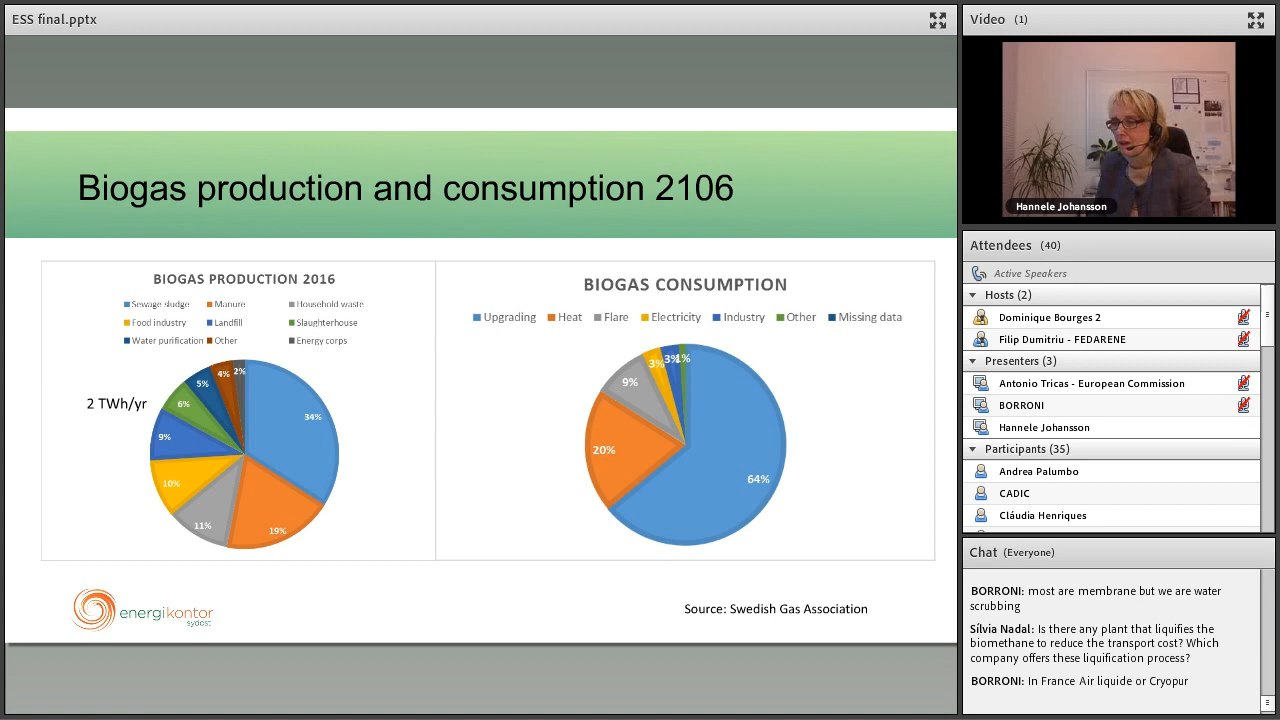 ESS final.pptx
Biogas production and consumption 2106
BIOGAS PRODUCTION 2016
Sewage sludge Manure Household waste
Food industry Landfill Slaughterhouse
Water purification Other Energy corps
2 TWh/yr
34%
19%
11%
10%
9%
6%
5%
4%
2%
BIOGAS CONSUMPTION
Upgrading Heat Flare Electricity Industry Other Missing data
64%
20%
9%
3%
3%
1%
energikontor
sydost
Source: Swedish Gas Association
Video (1)
Hannele Johansson
Attendees (40)
Active Speakers
Hosts (2)
Dominique Bourges 2
Filip Dumitriu - FEDARENE
Presenters (3)
Antonio Tricas - European Commission
BORRONI
Hannele Johansson
Participants (35)
Andrea Palumbo
CADIC
Cláudia Henriques
Chat (Everyone)
BORRONI: most are membrane but we are water
scrubbing
Sílvia Nadal: Is there any plant that liquifies the
biomethane to reduce the transport cost? Which
company offers these liquification process?
BORRONI: In France Air liquide or Cryopur